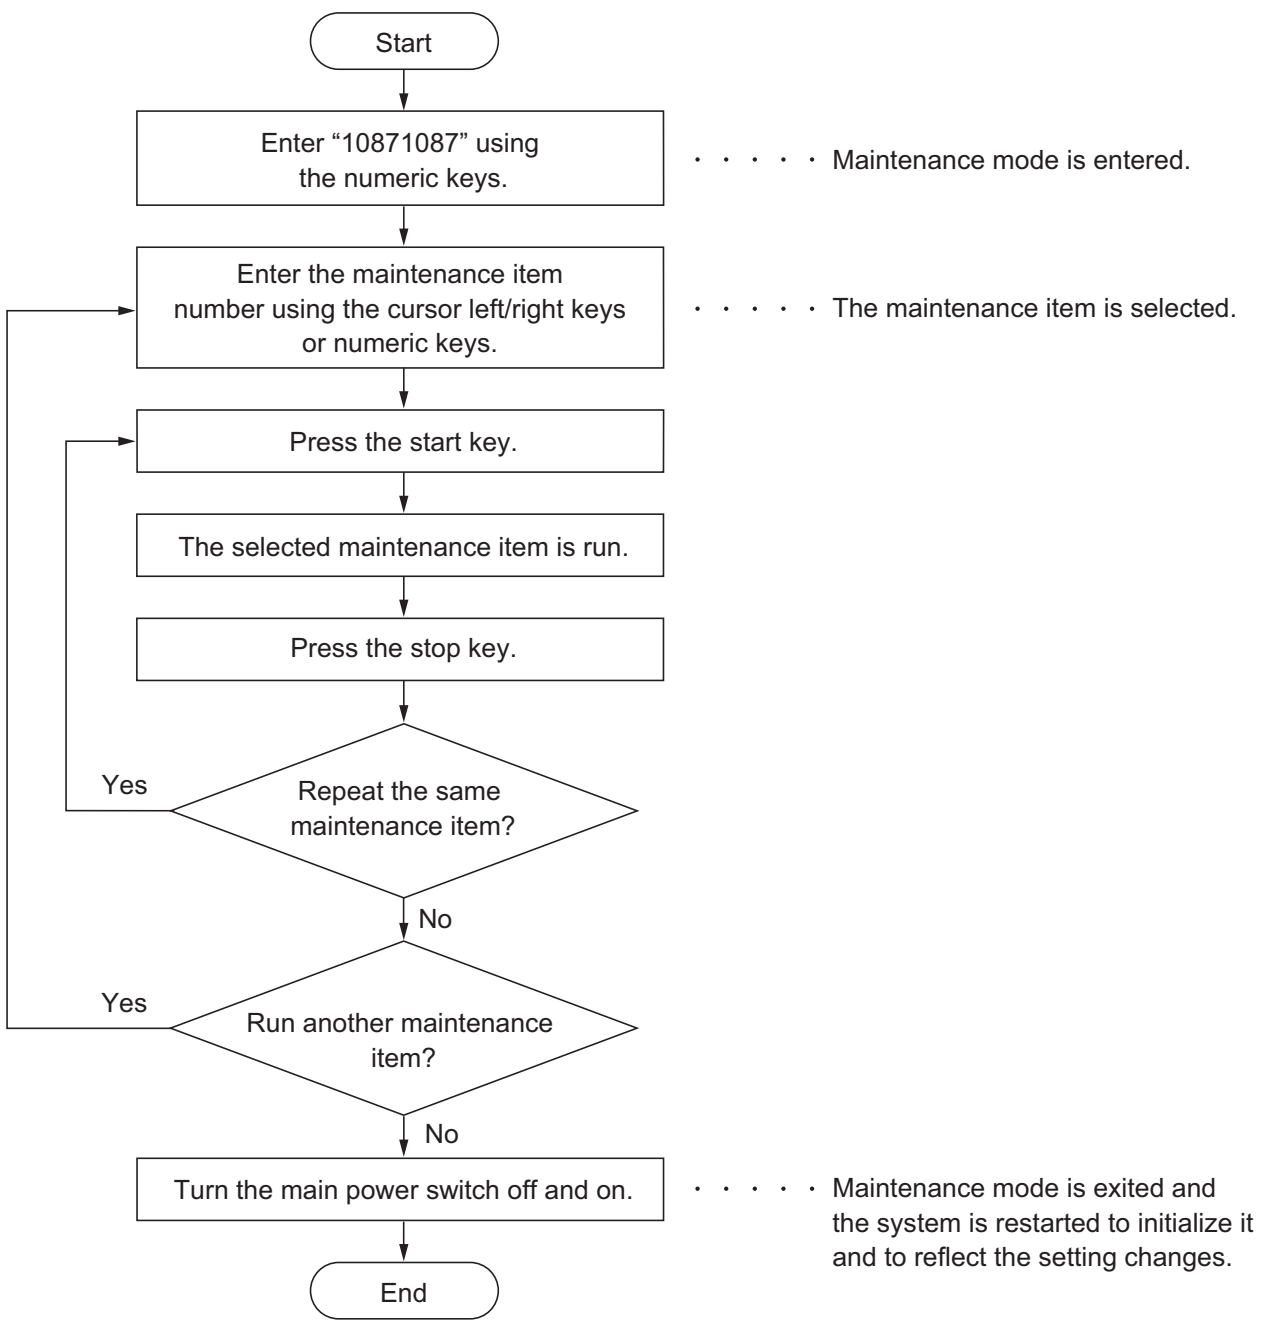 Start
Enter “10871087” using
the numeric keys.
· · · · · Maintenance mode is entered.
Enter the maintenance item
number using the cursor left/right keys
or numeric keys.
· · · · · The maintenance item is selected.
Press the start key.
The selected maintenance item is run.
Press the stop key.
Yes
Repeat the same
maintenance item?
No
Yes
Run another maintenance
item?
No
Turn the main power switch off and on.
· · · · · Maintenance mode is exited and
the system is restarted to initialize it
and to reflect the setting changes.
End